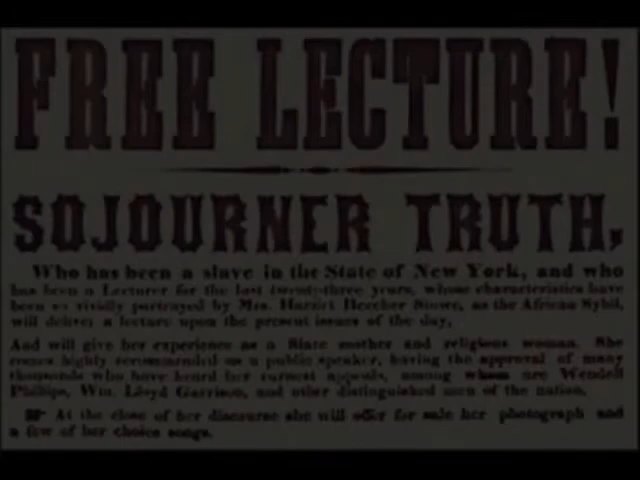 FREE LECTURE!
SOJOURNER TRUTH,
Who has been a slave in the State of New York, and who
has been a Lecturer for the last twenty-three years, whose characteristics have
been so vividly portrayed by Mrs. Harriet Beecher Stowe, as the African Sybil,
will deliver a lecture upon the present issues of the day,
And will give her experience as a Slave mother and religious woman. She
comes highly recommended as a public speaker, having the approval of many
thousands who have heard her earnest appeals, among whom are Wendell
Phillips, Wm. Lloyd Garrison, and other distinguished men of the nation.
☞ At the close of her discourse she will offer for sale her photograph and
a few of her choice songs.